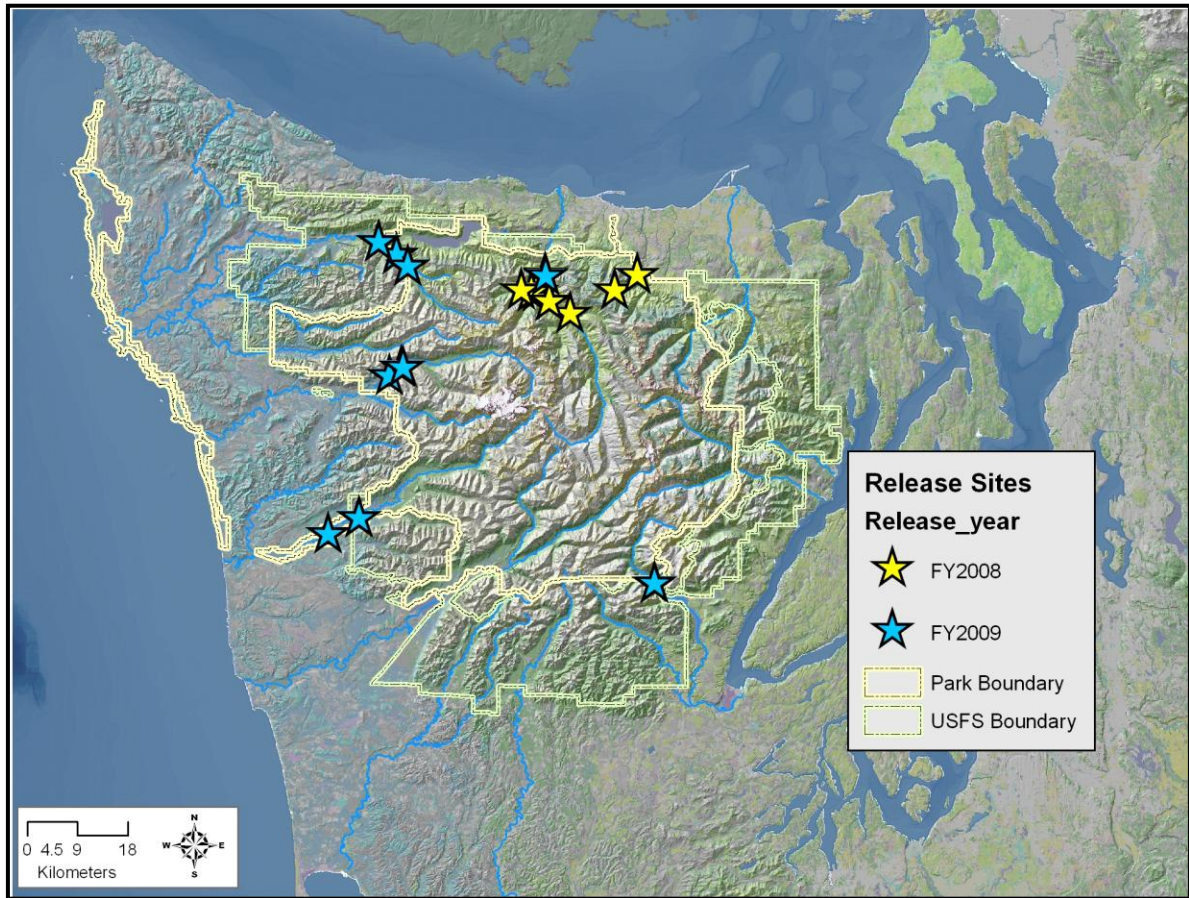 Release Sites
Release_year
FY2008
FY2009
Park Boundary
USFS Boundary
N
W E
S
0 4.5 9 18
Kilometers